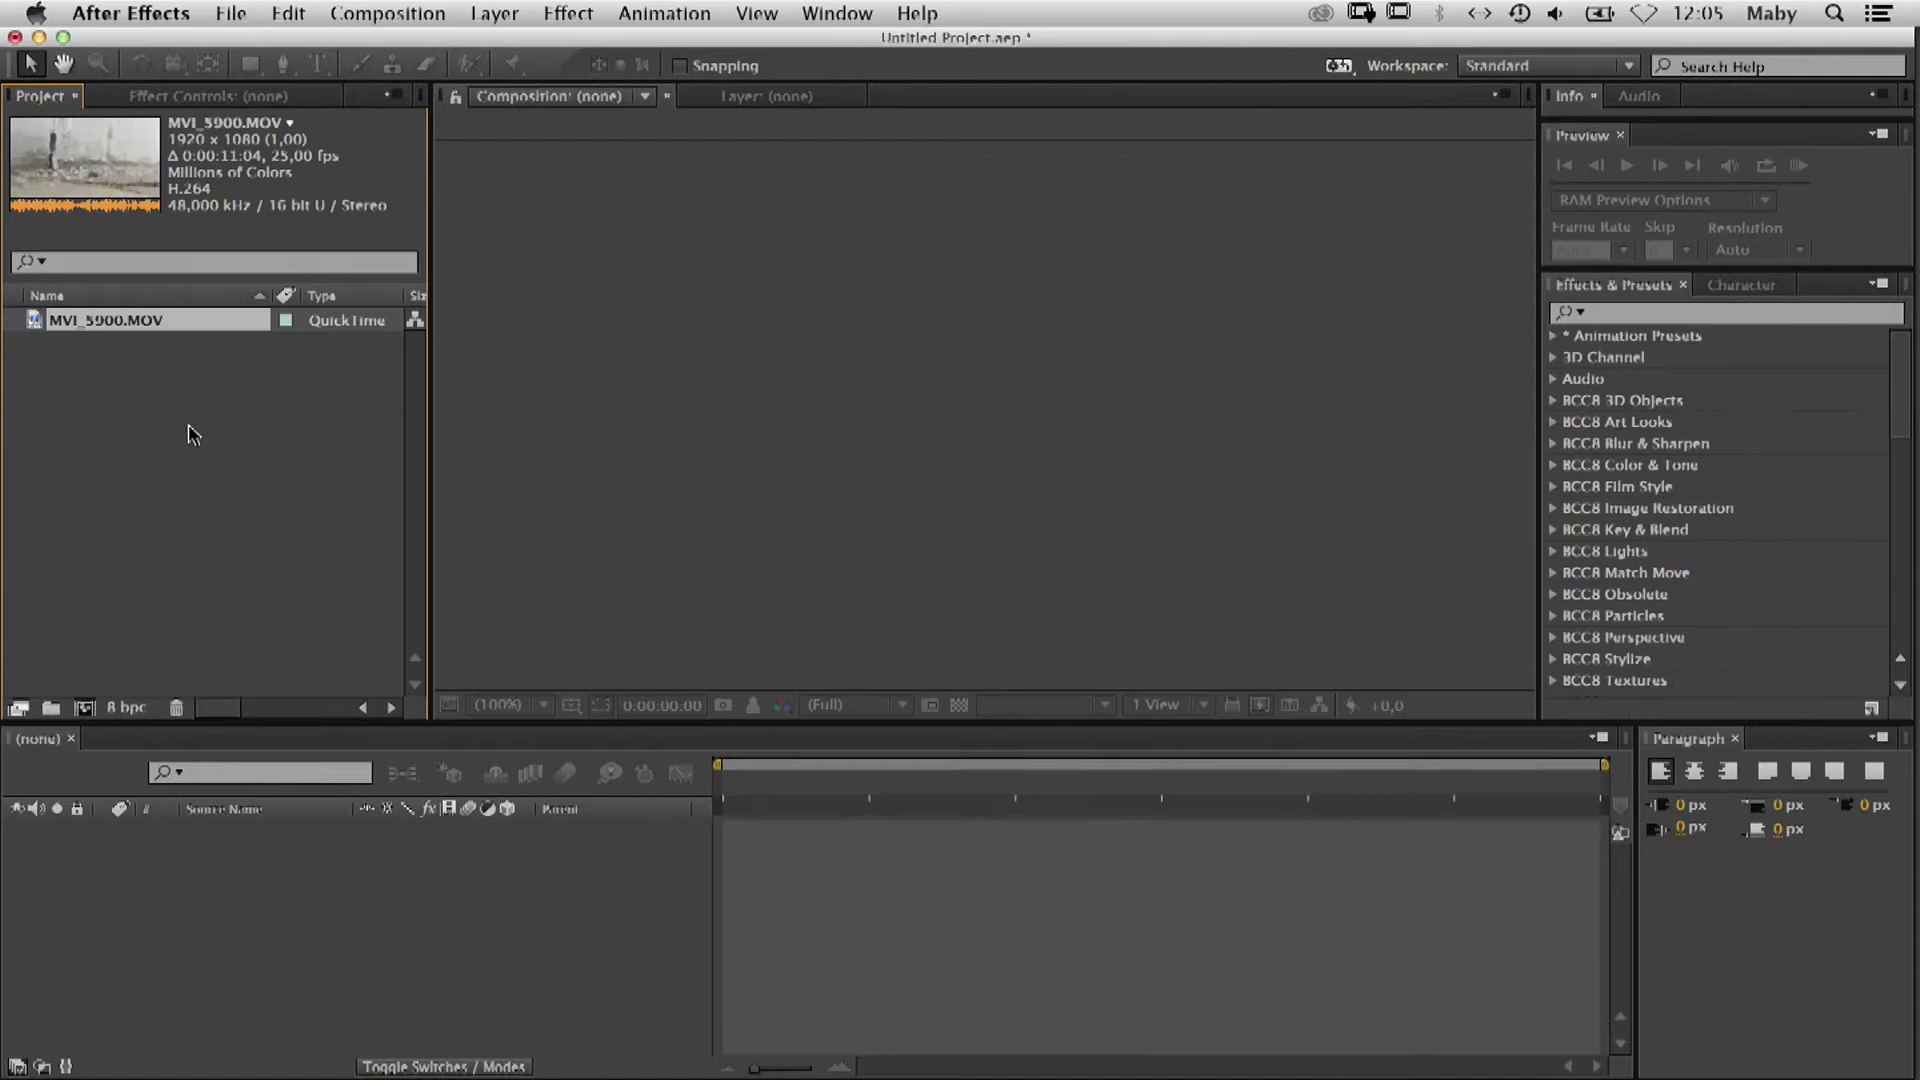 After Effects File Edit Composition Layer Effect Animation View Window Help 12:05 Maby
Untitled Project.aep *
Snapping Workspace: Standard Search Help
Project Effect Controls: (none) Composition: (none) Layer: (none) Info Audio
MVI_5900.MOV
1920 x 1080 (1,00)
Δ 0:00:11:04, 25,00 fps
Millions of Colors
H.264
48,000 kHz / 16 bit U / Stereo
Name Type Siz
MVI_5900.MOV QuickTime
8 bpc
Preview
RAM Preview Options
Frame Rate Skip Resolution
Auto
Effects & Presets Character
* Animation Presets
3D Channel
Audio
BCC8 3D Objects
BCC8 Art Looks
BCC8 Blur & Sharpen
BCC8 Color & Tone
BCC8 Film Style
BCC8 Image Restoration
BCC8 Key & Blend
BCC8 Lights
BCC8 Match Move
BCC8 Obsolete
BCC8 Particles
BCC8 Perspective
BCC8 Stylize
BCC8 Textures
(100%) 0:00:00:00 (Full) 1 View +0,0
(none)
# Source Name fx Parent
Toggle Switches / Modes
Paragraph
0 px 0 px 0 px
0 px 0 px